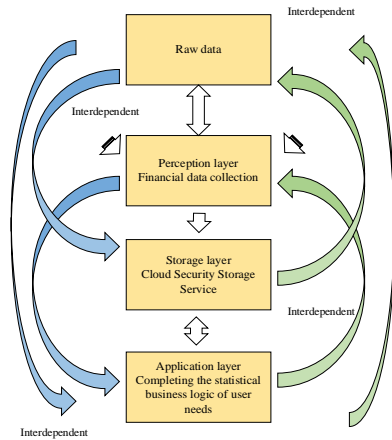 Interdependent
Raw data
Interdependent
Perception layer
Financial data collection
Storage layer
Cloud Security Storage
Service
Interdependent
Application layer
Completing the statistical
business logic of user
needs
Interdependent